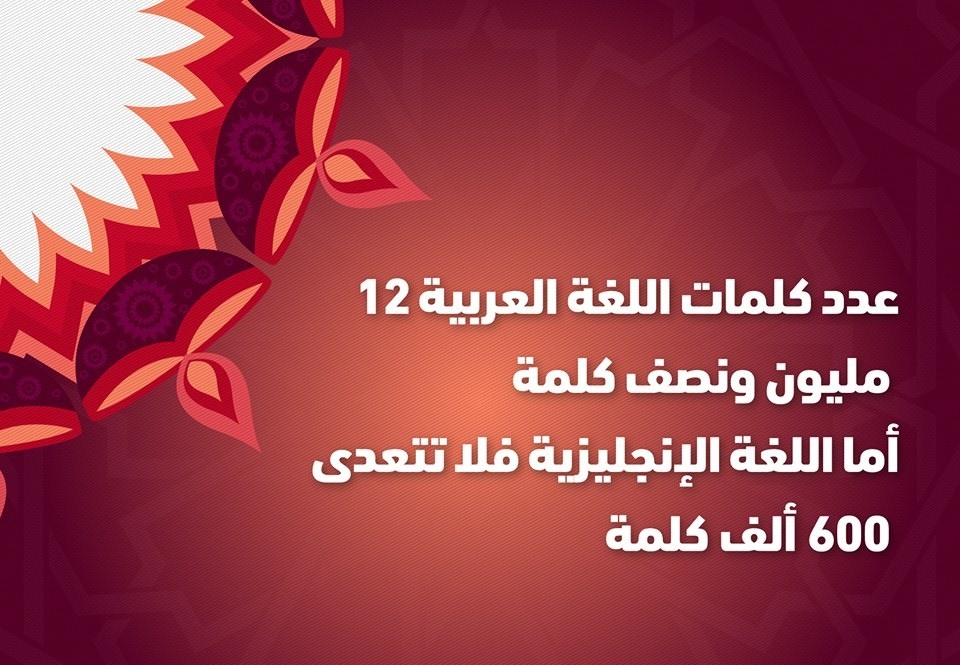 عدد كلمات اللغة العربية 12
مليون ونصف كلمة
أما اللغة الإنجليزية فلا تتعدى
600 ألف كلمة